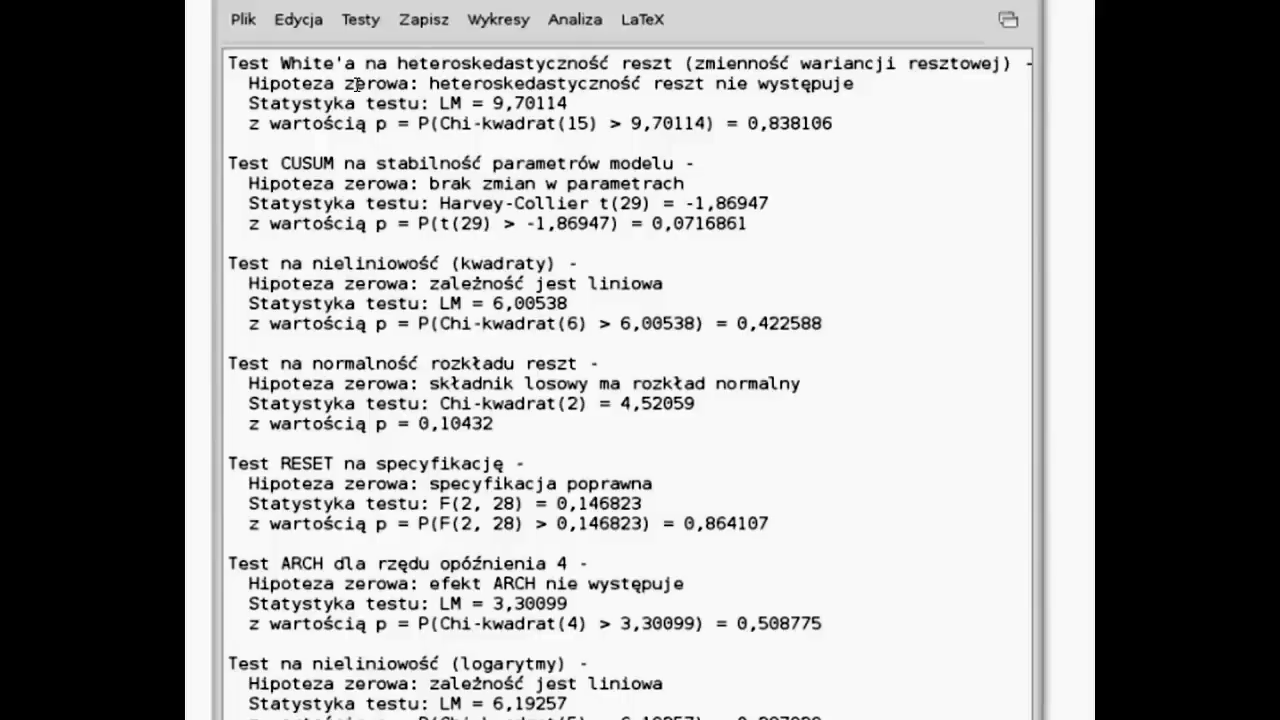 Plik Edycja Testy Zapisz Wykresy Analiza LaTeX
Test White'a na heteroskedastyczność reszt (zmienność wariancji resztowej) -
Hipoteza zerowa: heteroskedastyczność reszt nie występuje
Statystyka testu: LM = 9,70114
z wartością p = P(Chi-kwadrat(15) > 9,70114) = 0,838106
Test CUSUM na stabilność parametrów modelu -
Hipoteza zerowa: brak zmian w parametrach
Statystyka testu: Harvey-Collier t(29) = -1,86947
z wartością p = P(t(29) > -1,86947) = 0,0716861
Test na nieliniowość (kwadraty) -
Hipoteza zerowa: zależność jest liniowa
Statystyka testu: LM = 6,00538
z wartością p = P(Chi-kwadrat(6) > 6,00538) = 0,422588
Test na normalność rozkładu reszt -
Hipoteza zerowa: składnik losowy ma rozkład normalny
Statystyka testu: Chi-kwadrat(2) = 4,52059
z wartością p = 0,10432
Test RESET na specyfikację -
Hipoteza zerowa: specyfikacja poprawna
Statystyka testu: F(2, 28) = 0,146823
z wartością p = P(F(2, 28) > 0,146823) = 0,864107
Test ARCH dla rzędu opóźnienia 4 -
Hipoteza zerowa: efekt ARCH nie występuje
Statystyka testu: LM = 3,30099
z wartością p = P(Chi-kwadrat(4) > 3,30099) = 0,508775
Test na nieliniowość (logarytmy) -
Hipoteza zerowa: zależność jest liniowa
Statystyka testu: LM = 6,19257